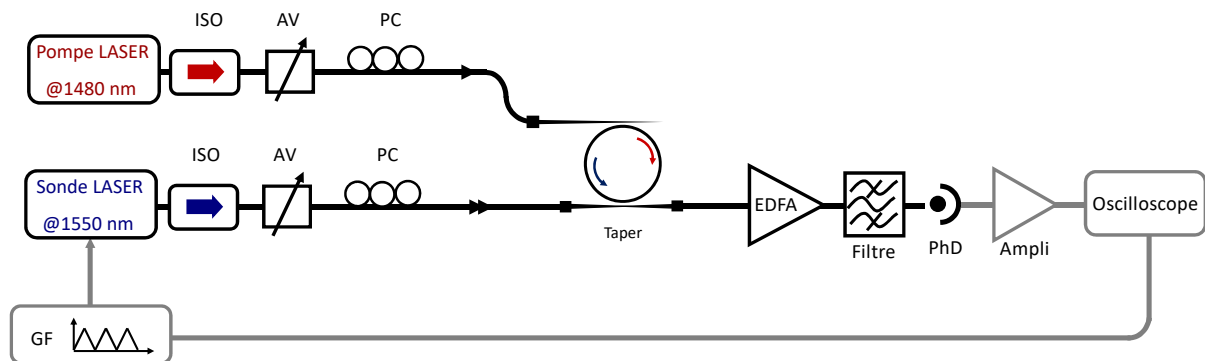 ISO AV PC
Pompe LASER
@1480 nm
ISO AV PC
Sonde LASER
@1550 nm
Taper
EDFA
Filtre
PhD
Ampli
Oscilloscope
GF